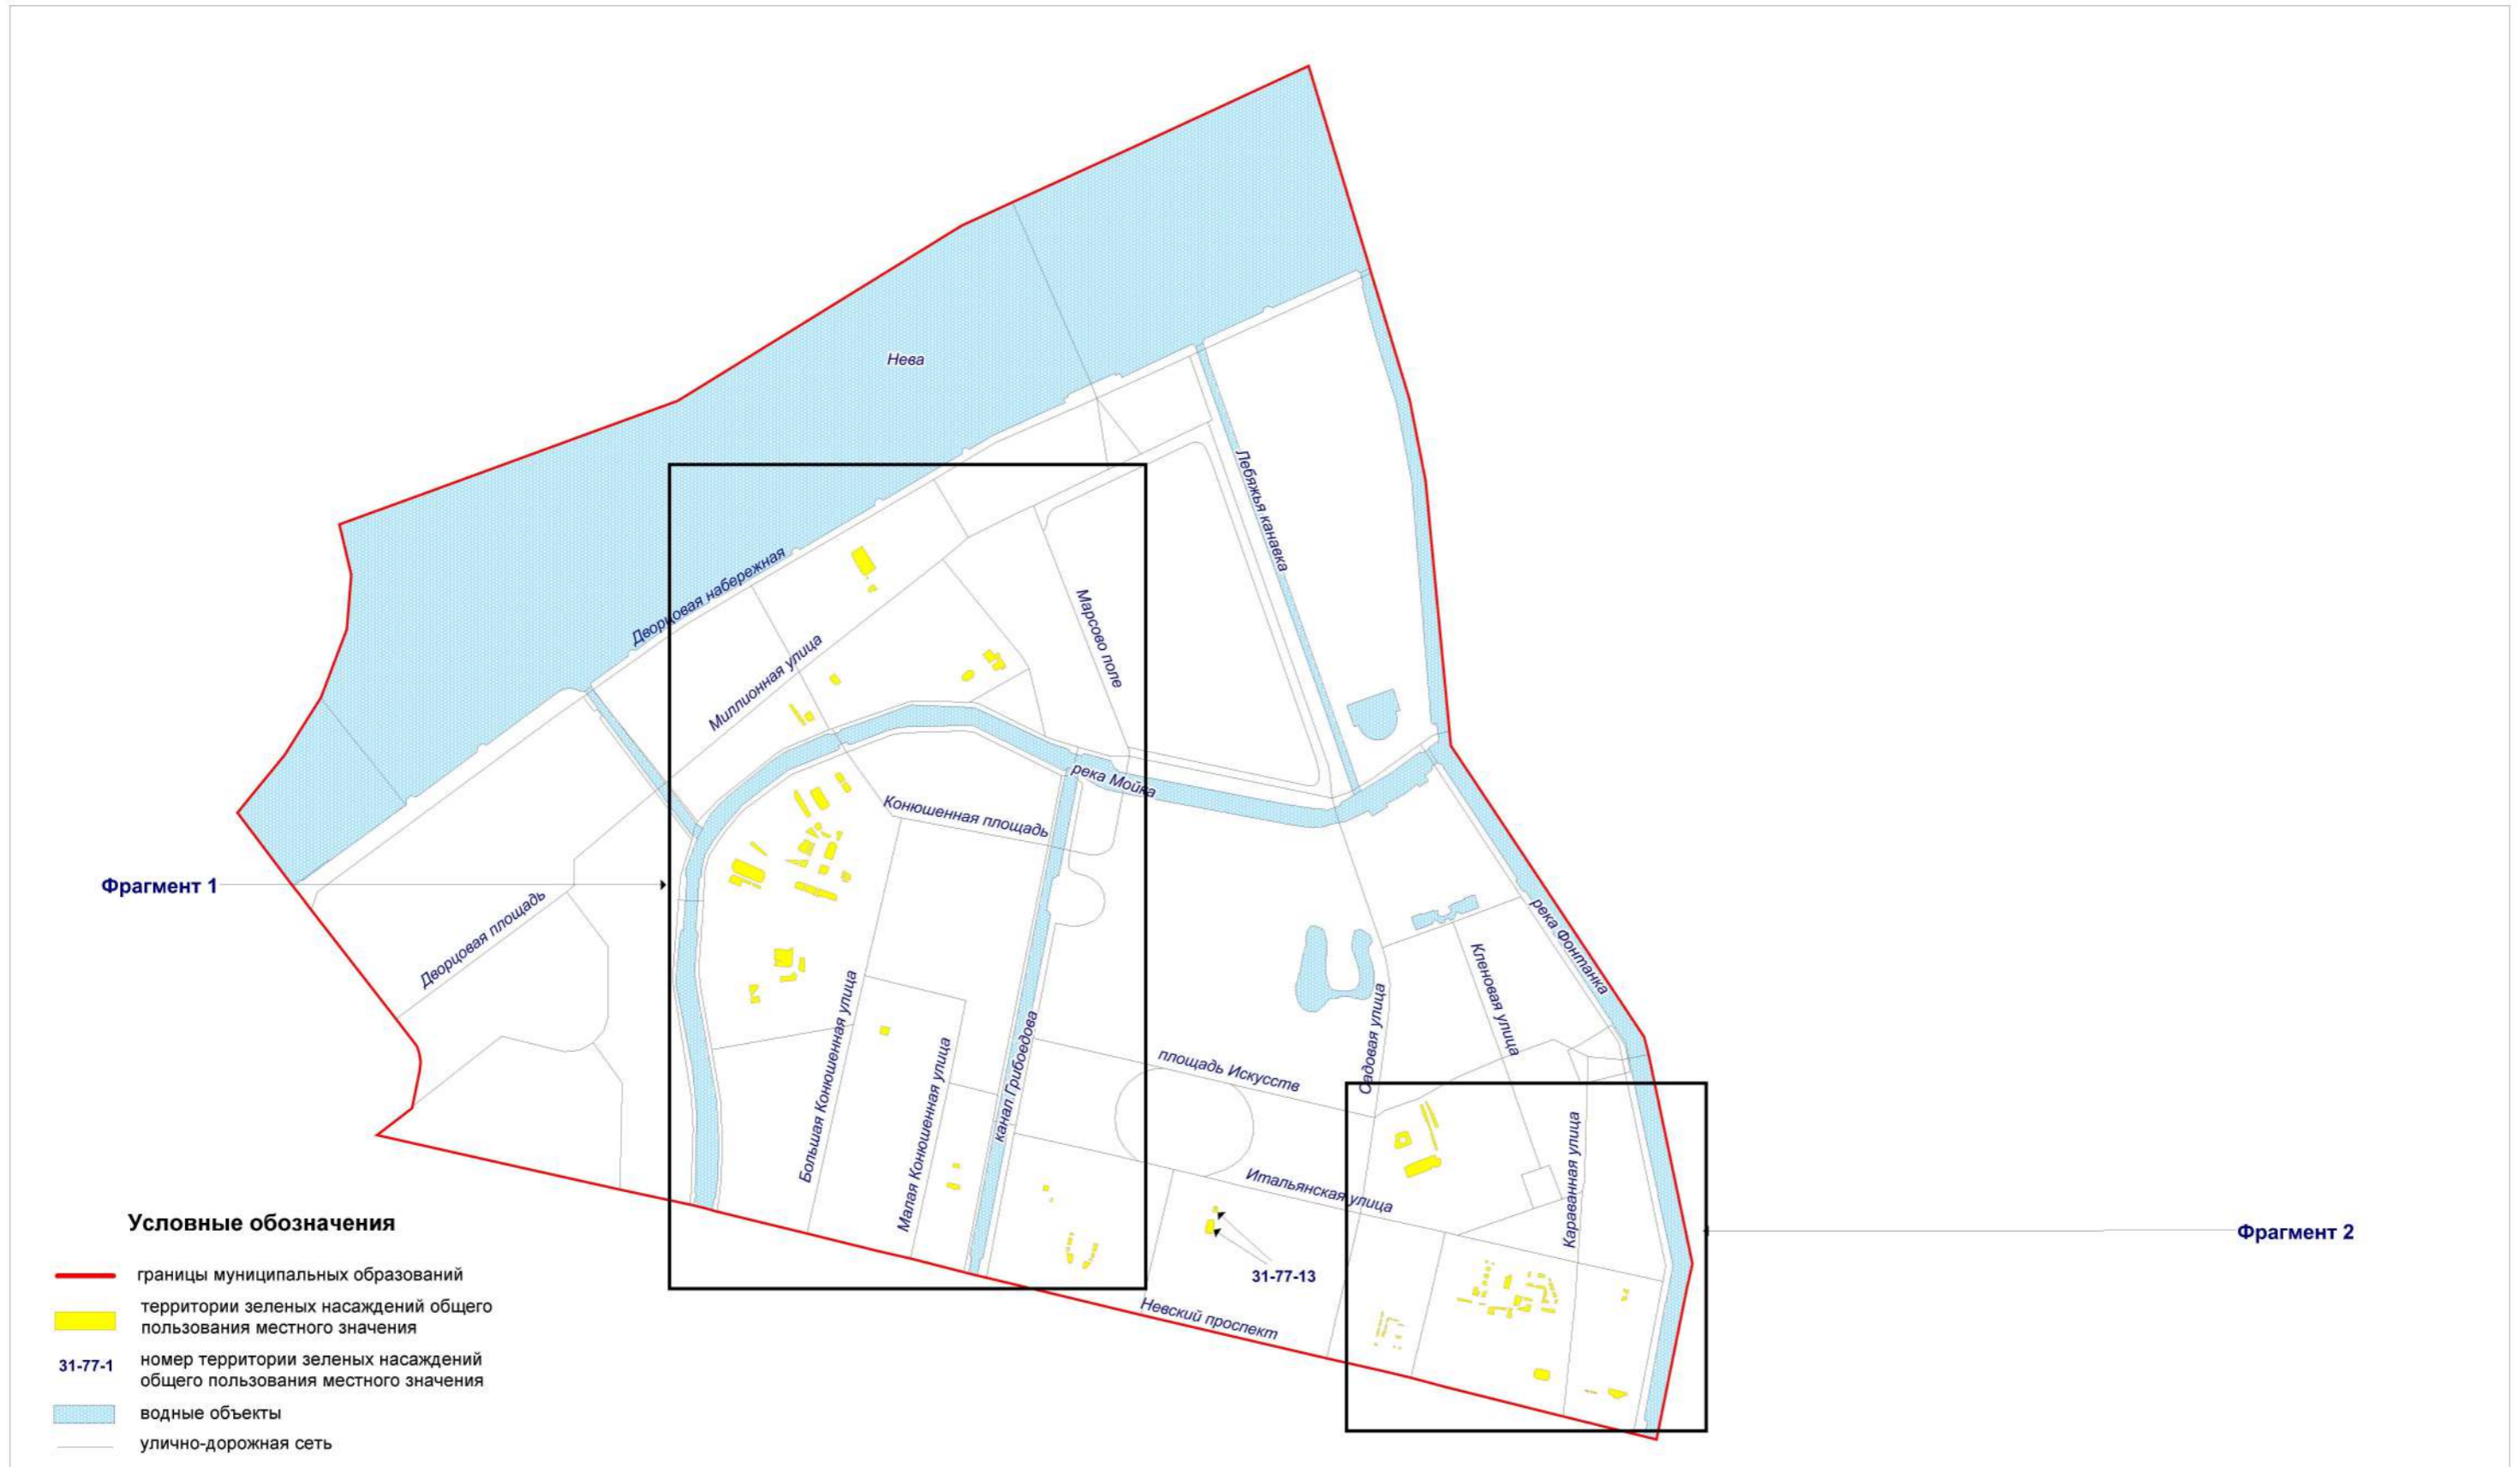 Нева
Лебяжья канавка
Дворцовая набережная
Марсово поле
Миллионная улица
река Мойка
Конюшенная площадь
Фрагмент 1
Дворцовая площадь
река Фонтанка
Кленовая улица
Садовая улица
Большая Конюшенная улица
Малая Конюшенная улица
канал Грибоедова
площадь Искусств
Караванная улица
Итальянская улица
Фрагмент 2
31-77-13
Невский проспект
Условные обозначения
границы муниципальных образований
территории зеленых насаждений общего
пользования местного значения
31-77-1
номер территории зеленых насаждений
общего пользования местного значения
водные объекты
улично-дорожная сеть